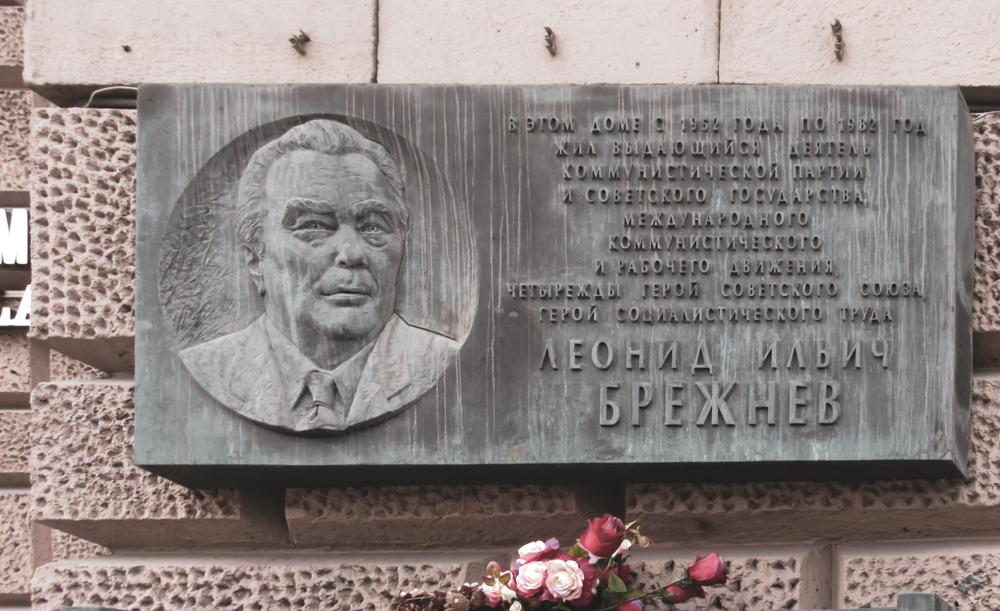 В ЭТОМ ДОМЕ С 1952 ГОДА ПО 1982 ГОД
ЖИЛ ВЫДАЮЩИЙСЯ ДЕЯТЕЛЬ
КОММУНИСТИЧЕСКОЙ ПАРТИИ
И СОВЕТСКОГО ГОСУДАРСТВА,
МЕЖДУНАРОДНОГО
КОММУНИСТИЧЕСКОГО
И РАБОЧЕГО ДВИЖЕНИЯ,
ЧЕТЫРЕЖДЫ ГЕРОЙ СОВЕТСКОГО СОЮЗА,
ГЕРОЙ СОЦИАЛИСТИЧЕСКОГО ТРУДА
ЛЕОНИД ИЛЬИЧ
БРЕЖНЕВ